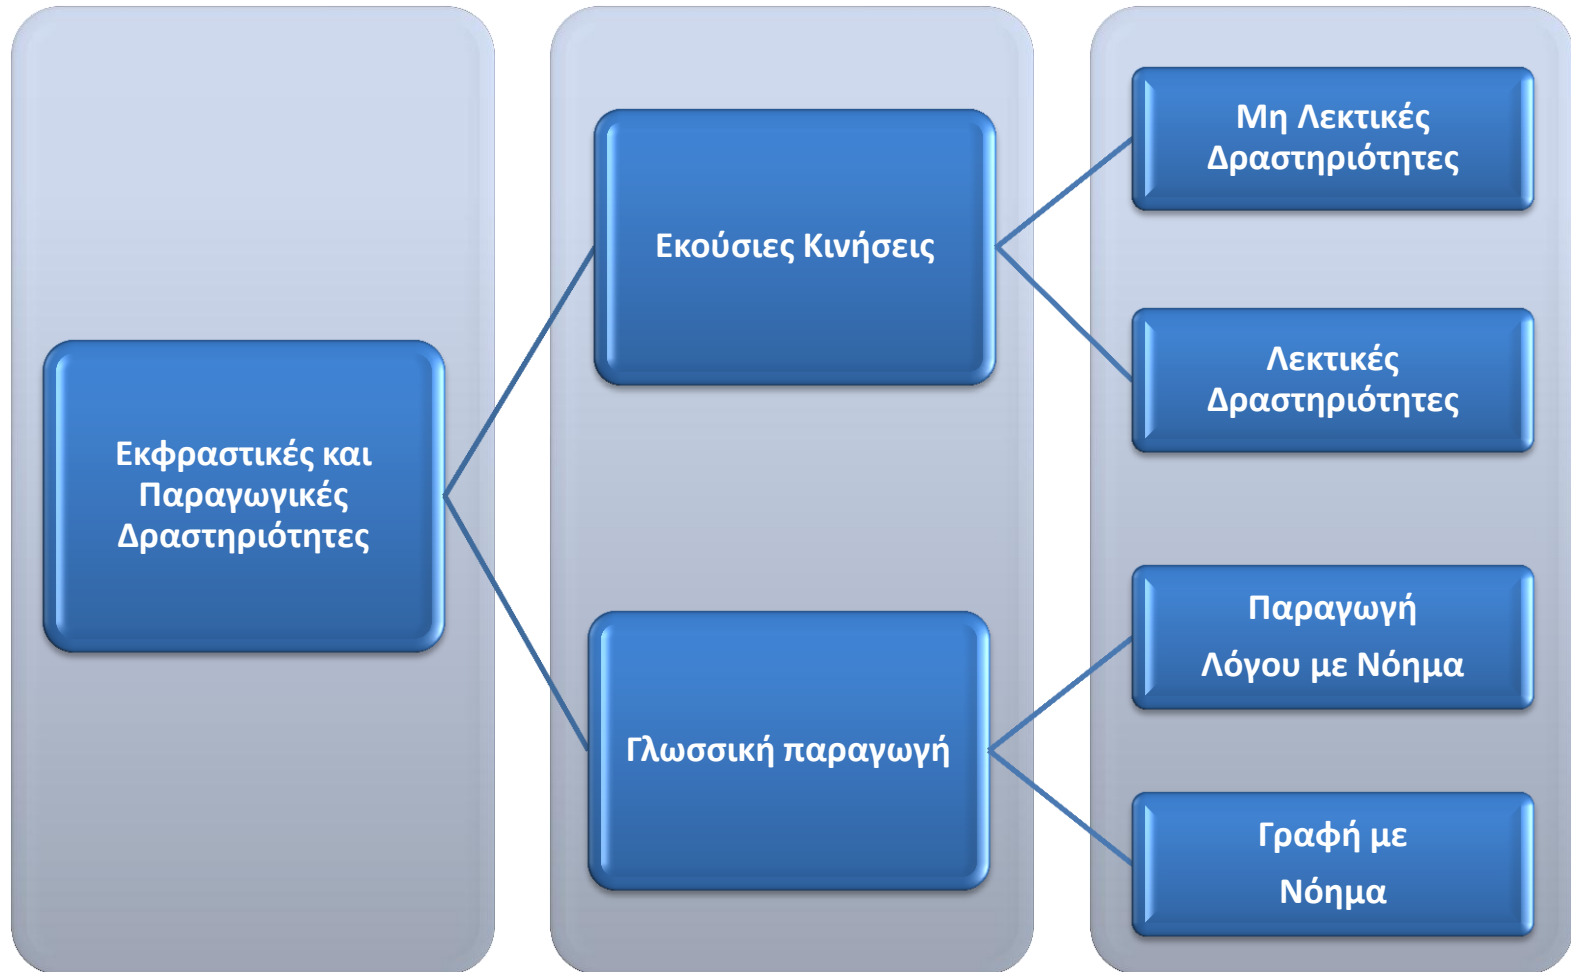 Εκφραστικές και
Παραγωγικές
Δραστηριότητες
Εκούσιες Κινήσεις
Γλωσσική παραγωγή
Μη Λεκτικές
Δραστηριότητες
Λεκτικές
Δραστηριότητες
Παραγωγή
Λόγου με Νόημα
Γραφή με
Νόημα